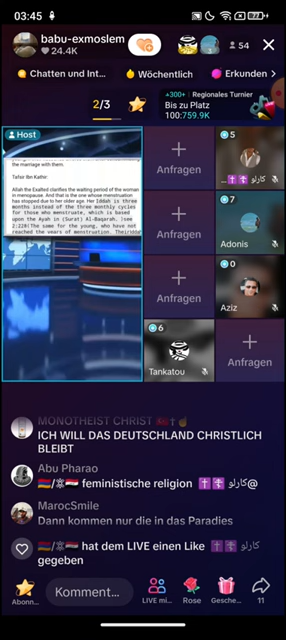 03:45
77
babu-exmoslem
24.4K
54
Chatten und Int...
Wöchentlich
Erkunden
2/3
+300 Regionales Turnier
Bis zu Platz
100:759.9K
Host
the marriage with them.
Tafsir Ibn Kathir:
Allah the Exalted clarifies the waiting period of the woman
in menopause. And that is the one whose menstruation
has stopped due to her older age. Her Iddah is three
months instead of the three monthly cycles
for those who menstruate, which is based
upon the Ayah in (Surat) Al-Baqarah. (see
2:228)The same for the young, who have not
reached the years of menstruation. Their
Anfragen
5
كارلو ✝️✝️ ...
Anfragen
7
Adonis
Anfragen
0
Aziz
6
Tankatou
Anfragen
MONOTHEIST CHRIST
ICH WILL DAS DEUTSCHLAND CHRISTLICH
BLEIBT
Abu Pharao
feministische religion ✝️✝️ كارلو@
MarocSmile
Dann kommen nur die in das Paradies
hat dem LIVE einen Like ✝️✝️ كارلو
gegeben
Abonn...
Komment...
LIVE mi...
Rose
Gesche...
11